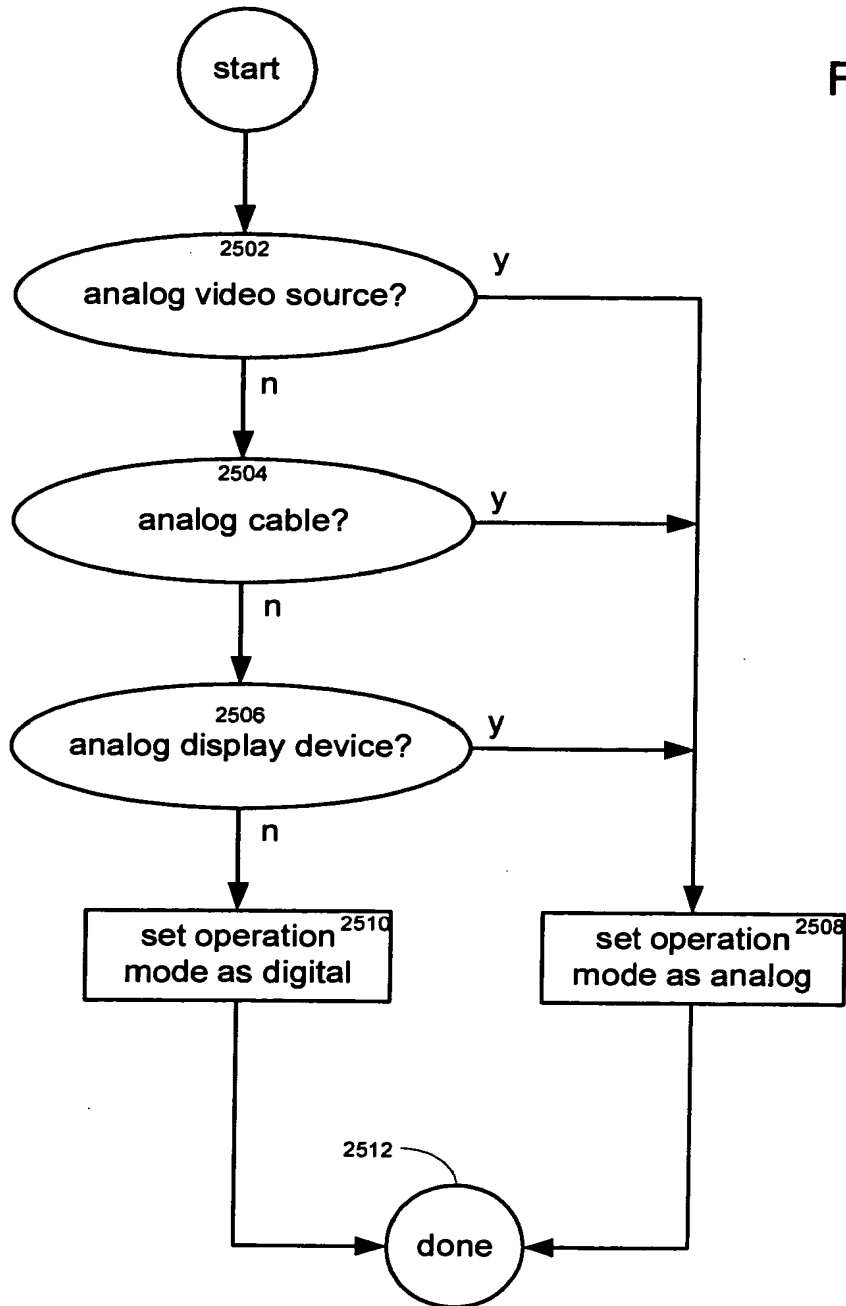 start
F
2502
analog video source?
y
n
2504
analog cable?
y
n
2506
analog display device?
y
n
set operation 2510
mode as digital
set operation 2508
mode as analog
2512
done